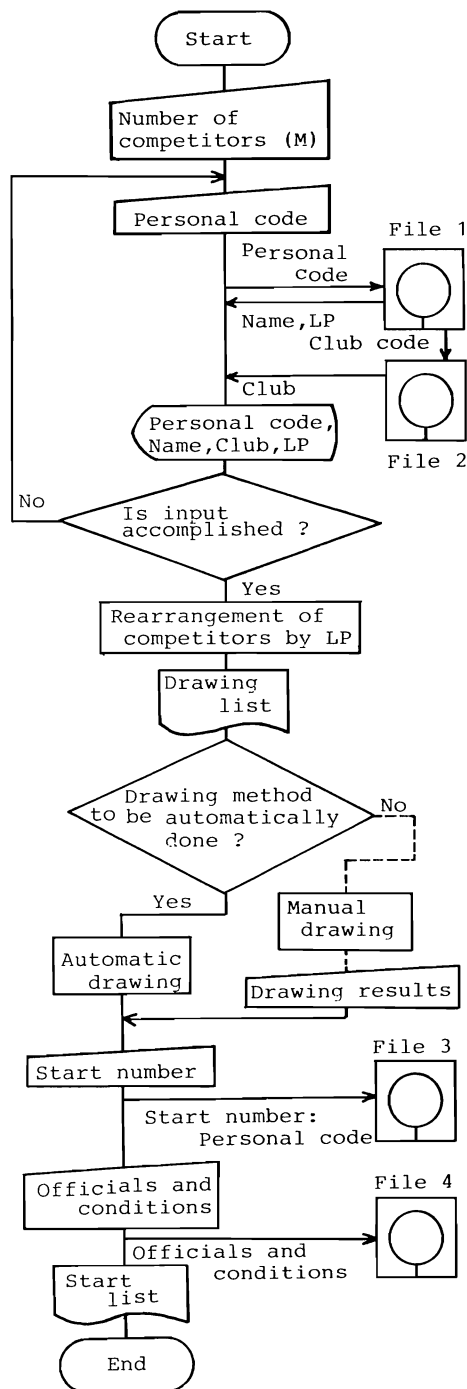 Start
Number of
competitors (M)
Personal code
File 1
Personal
code
Name,LP
Club code
Club
File 2
Personal code,
Name,Club,LP
No
Is input
accomplished ?
Yes
Rearrangement of
competitors by LP
Drawing
list
Drawing method
to be automatically
done ?
No
Yes
Manual
drawing
Automatic
drawing
Drawing results
File 3
Start number
Start number:
Personal code
File 4
Officials and
conditions
Officials and
conditions
Start
list
End